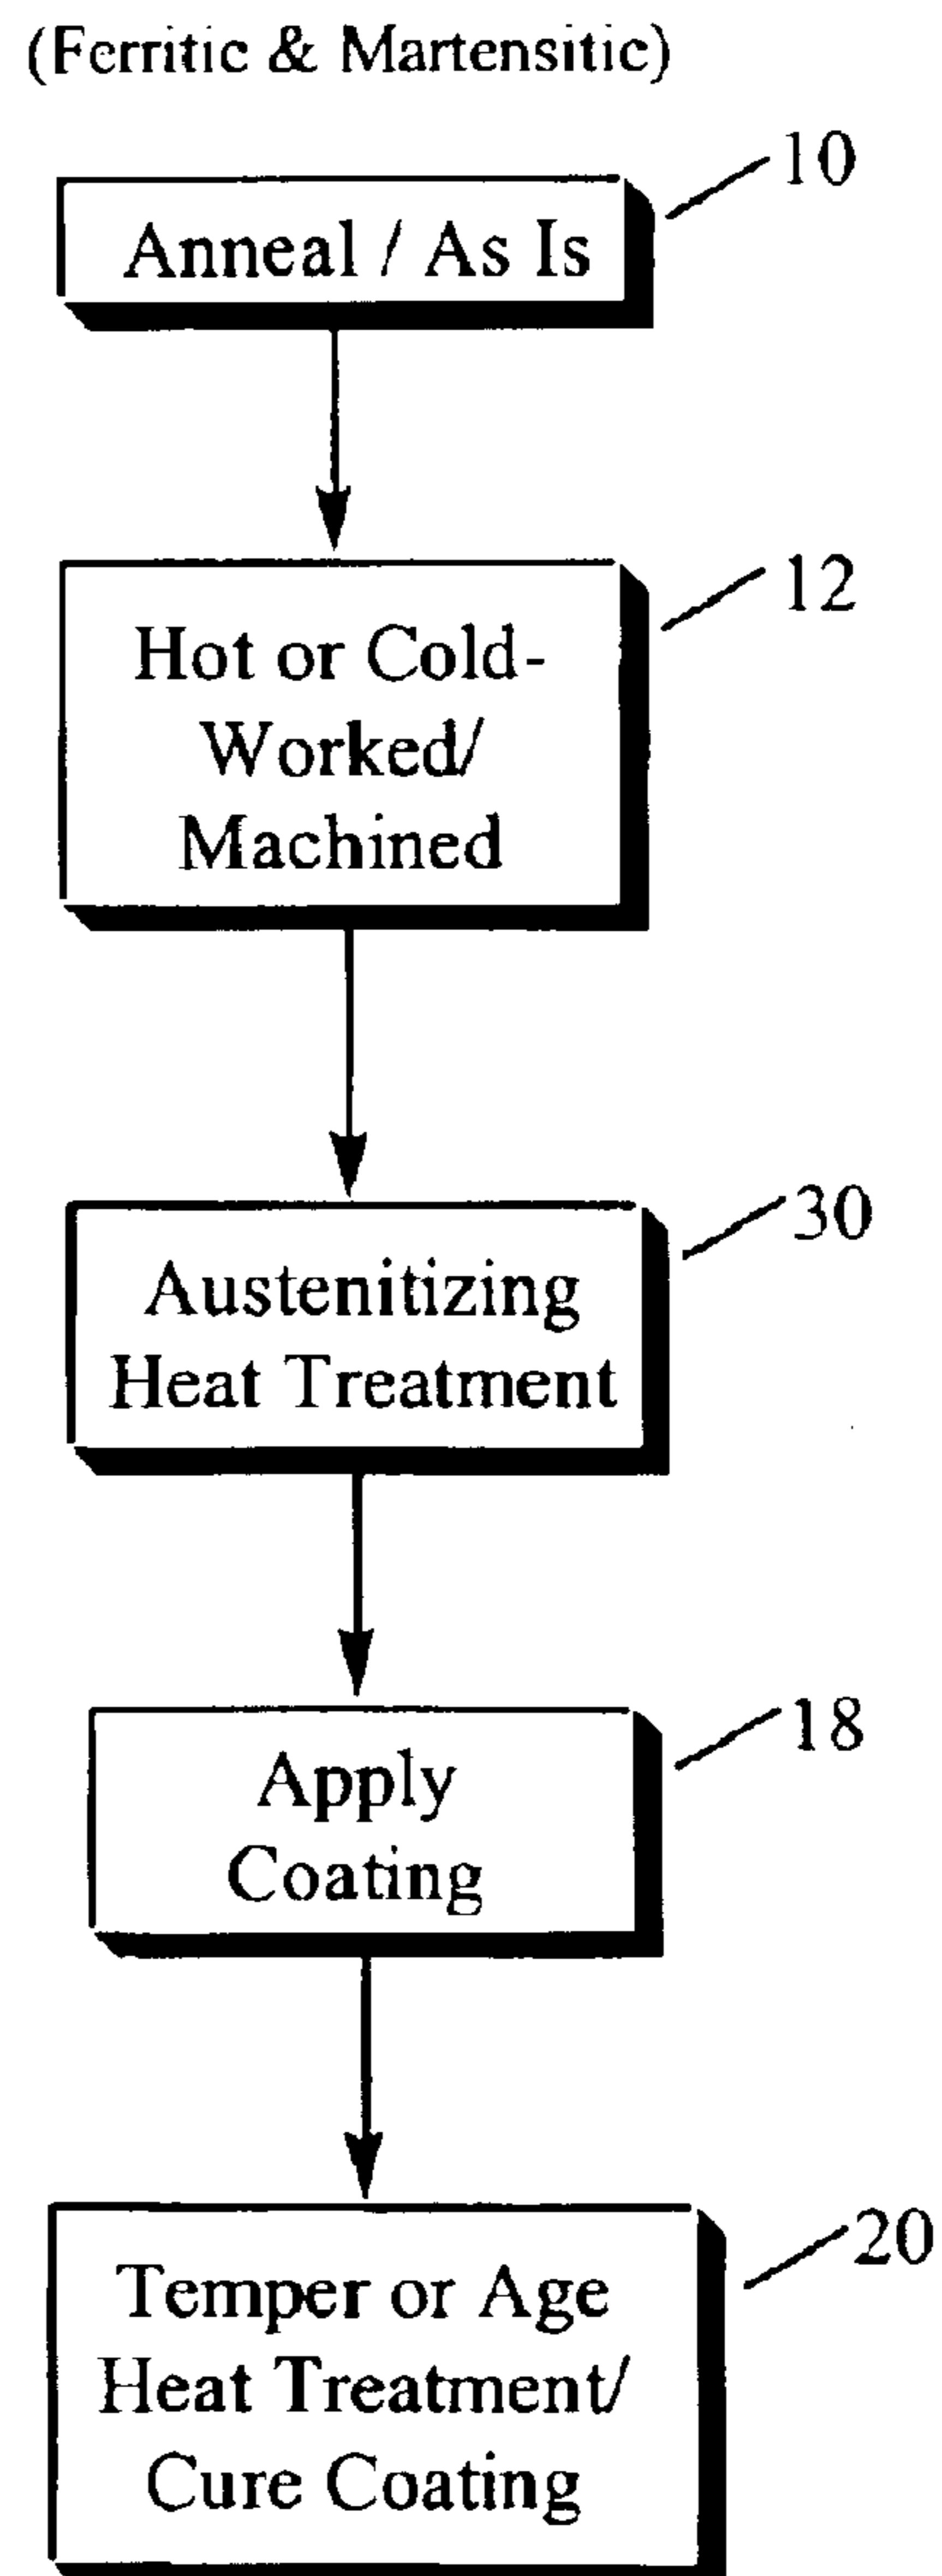 (Ferritic & Martensitic)
10
Anneal / As Is
12
Hot or Cold-
Worked/
Machined
30
Austenitizing
Heat Treatment
18
Apply
Coating
20
Temper or Age
Heat Treatment/
Cure Coating